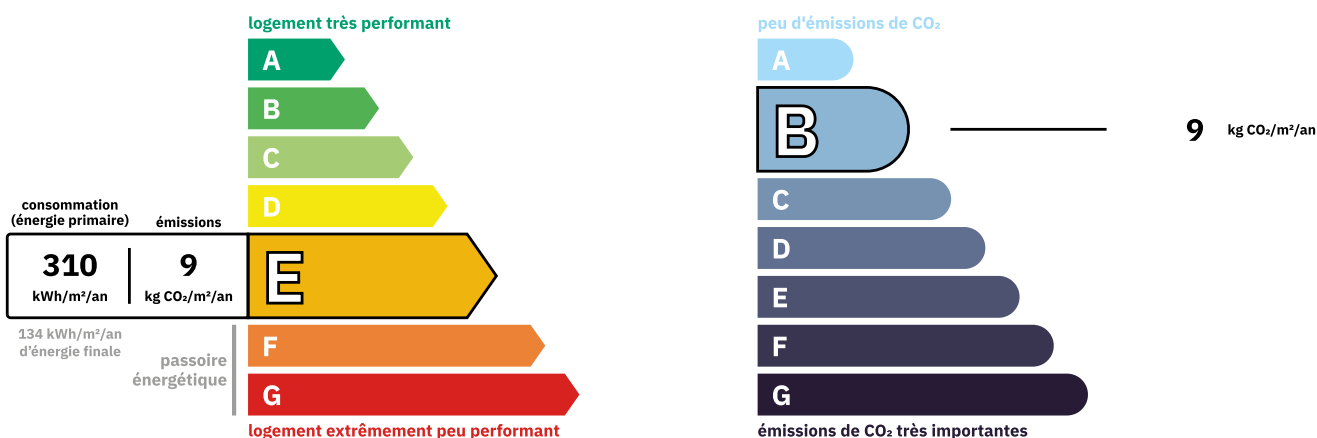 logement très performant
A
B
C
D
consommation
(énergie primaire)
émissions
310
kWh/m²/an
9
kg CO₂/m²/an
E
134 kWh/m²/an
d'énergie finale
passoire
énergétique
F
G
logement extrêmement peu performant
peu d'émissions de CO₂
A
B
9 kg CO₂/m²/an
C
D
E
F
G
émissions de CO₂ très importantes